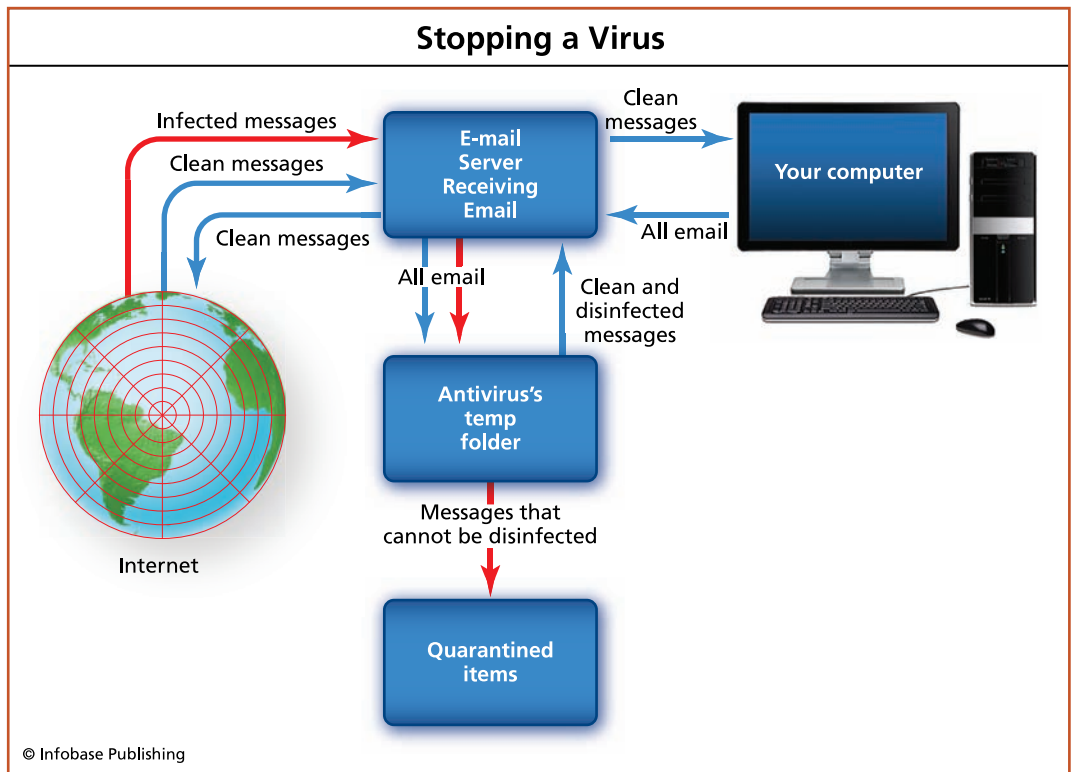 Stopping a Virus
Infected messages
Clean messages
Clean messages
E-mail
Server
Receiving
Email
Clean
messages
Your computer
All email
All email
Clean and
disinfected
messages
Antivirus's
temp
folder
Messages that
cannot be disinfected
Internet
Quarantined
items
© Infobase Publishing